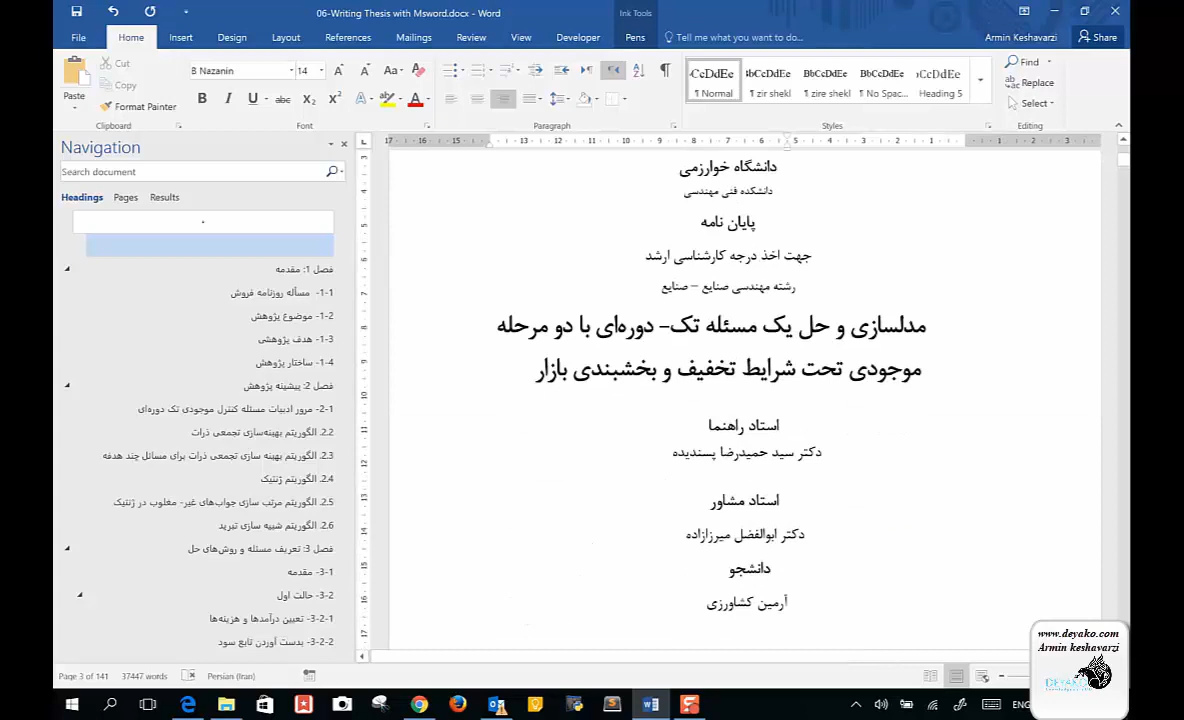 06-Writing Thesis with Msword.docx - Word
Ink Tools
File
Home
Insert
Design
Layout
References
Mailings
Review
View
Developer
Pens
Tell me what you want to do...
Armin Keshavarzi
Share
Paste
Cut
Copy
Format Painter
Clipboard
B Nazanin
14
Font
Paragraph
CcDdEe
¶ Normal
BbCcDdEe
¶ zir shekl
BbCcDdEe
¶ zire shekl
BbCcDdEe
¶ No Spac...
CcDdEe
Heading 5
Styles
Find
Replace
Select
Editing
Navigation
Search document
Headings
Pages
Results
فصل 1: مقدمه
1-1- مسأله روزنامه فروش
1-2- موضوع پژوهش
1-3- هدف پژوهشی
1-4- ساختار پژوهش
فصل 2: پیشینه پژوهش
2-1- مرور ادبیات مسئله کنترل موجودی تک دوره‌ای
2.2. الگوریتم بهینه‌سازی تجمعی ذرات
2.3. الگوریتم بهینه سازی تجمعی ذرات برای مسائل چند هدفه
2.4. الگوریتم ژنتیک
2.5. الگوریتم مرتب سازی جواب‌های غیر- مغلوب در ژنتیک
2.6. الگوریتم شبیه سازی تبرید
فصل 3: تعریف مسئله و روش‌های حل
3-1- مقدمه
3-2- حالت اول
3-2-1- تعیین درآمدها و هزینه‌ها
3-2-2- بدست آوردن تابع سود
دانشگاه خوارزمی
دانشکده فنی مهندسی
پایان نامه
جهت اخذ درجه کارشناسی ارشد
رشته مهندسی صنایع – صنایع
مدلسازی و حل یک مسئله تک- دوره‌ای با دو مرحله
موجودی تحت شرایط تخفیف و بخشبندی بازار
استاد راهنما
دکتر سید حمیدرضا پسندیده
استاد مشاور
دکتر ابوالفضل میرزازاده
دانشجو
آرمین کشاورزی
Page 3 of 141
37447 words
Persian (Iran)
www.deyako.com
Armin keshavarzi
DEYAKO
ENG